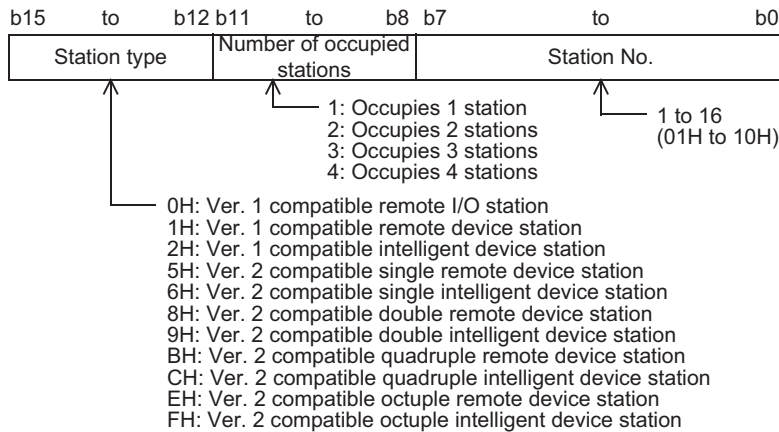 b15 to b12 b11 to b8 b7 to b0
Station type
Number of occupied
stations
Station No.
1: Occupies 1 station
2: Occupies 2 stations
3: Occupies 3 stations
4: Occupies 4 stations
1 to 16
(01H to 10H)
0H: Ver. 1 compatible remote I/O station
1H: Ver. 1 compatible remote device station
2H: Ver. 1 compatible intelligent device station
5H: Ver. 2 compatible single remote device station
6H: Ver. 2 compatible single intelligent device station
8H: Ver. 2 compatible double remote device station
9H: Ver. 2 compatible double intelligent device station
BH: Ver. 2 compatible quadruple remote device station
CH: Ver. 2 compatible quadruple intelligent device station
EH: Ver. 2 compatible octuple remote device station
FH: Ver. 2 compatible octuple intelligent device station